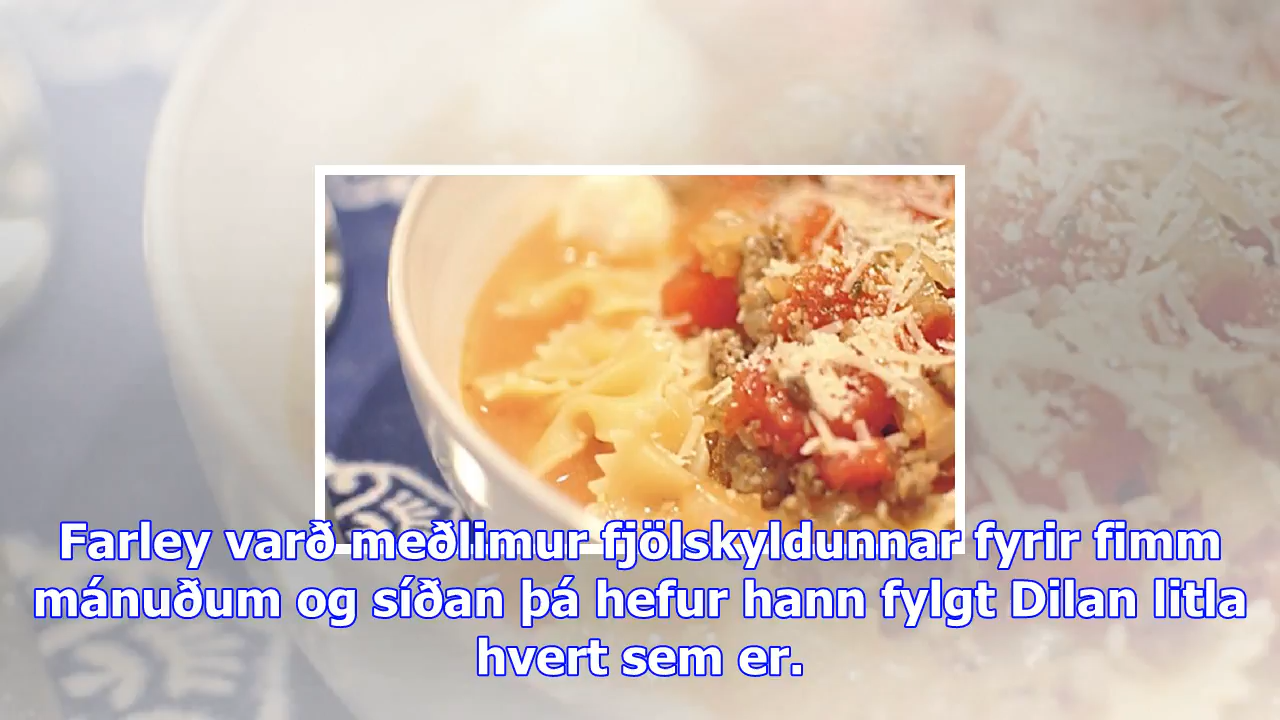 Farley varð meðlimur fjölskyldunnar fyrir fimm
mánuðum og síðan þá hefur hann fylgt Dilan litla
hvert sem er.